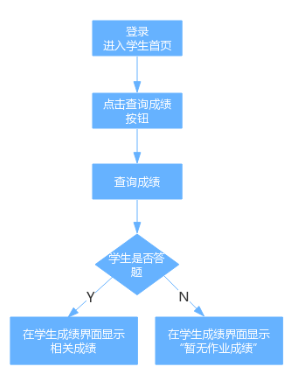 登录
进入学生首页
点击查询成绩
按钮
查询成绩
学生是否答
题
Y
N
在学生成绩界面显示
相关成绩
在学生成绩界面显示
“暂无作业成绩”